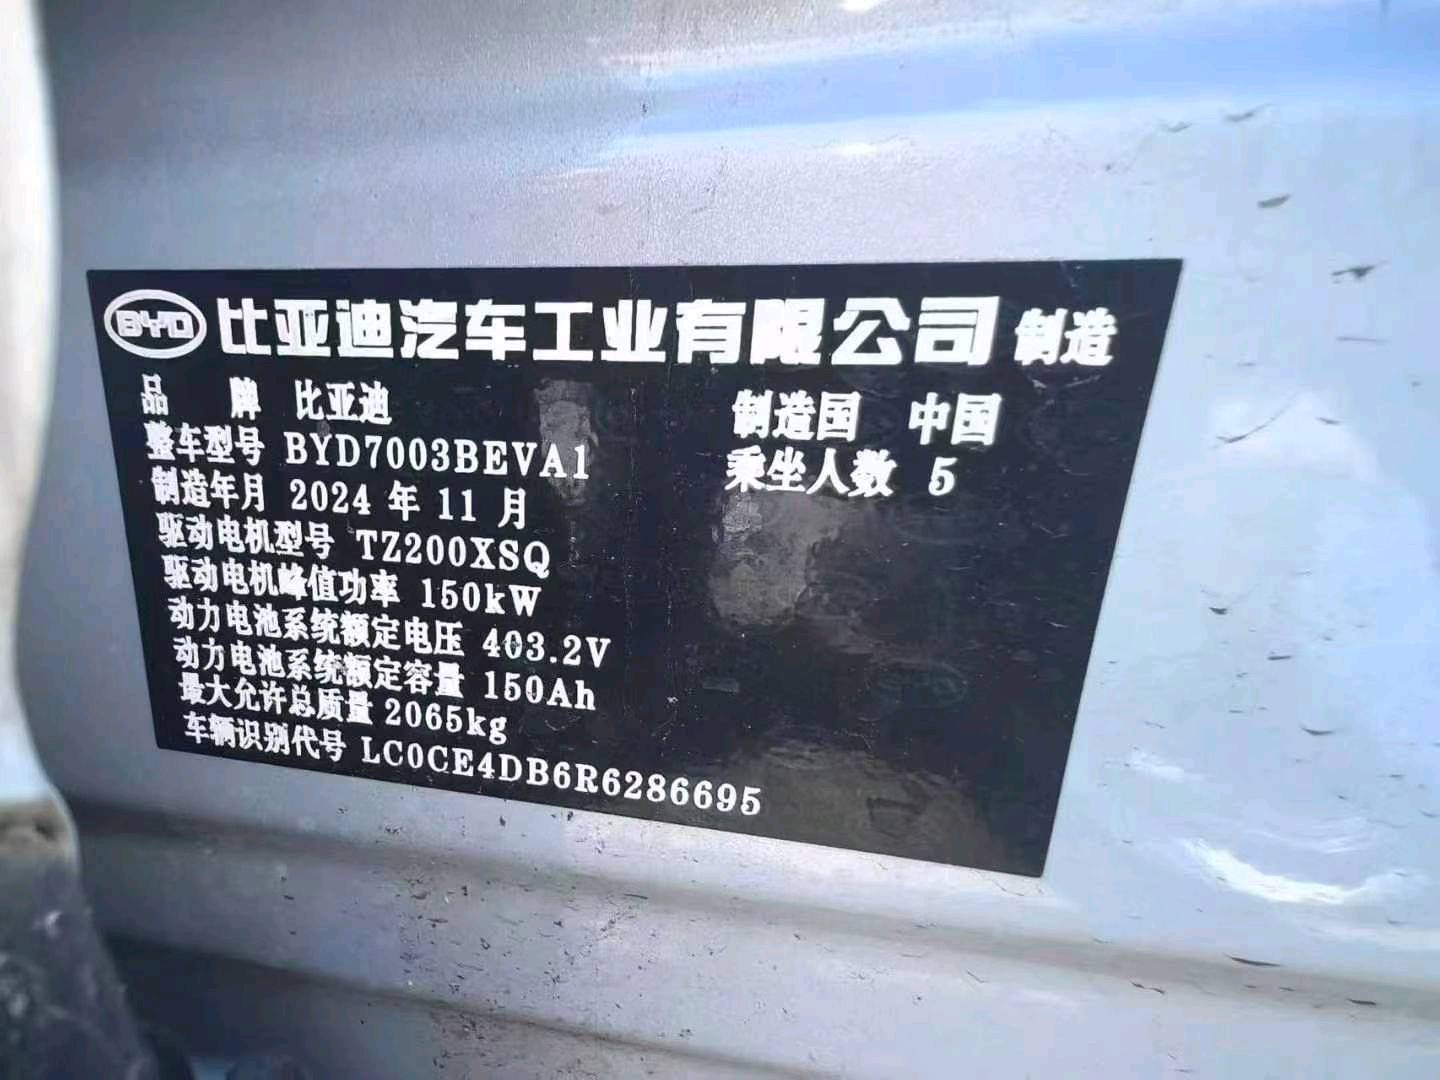 BYD 比亚迪汽车工业有限公司 制造
品 牌 比亚迪 制造国 中国
整车型号 BYD7003BEVA1 乘坐人数 5
制造年月 2024 年 11 月
驱动电机型号 TZ200XSQ
驱动电机峰值功率 150kW
动力电池系统额定电压 403.2V
动力电池系统额定容量 150Ah
最大允许总质量 2065kg
车辆识别代号 LC0CE4DB6R6286695